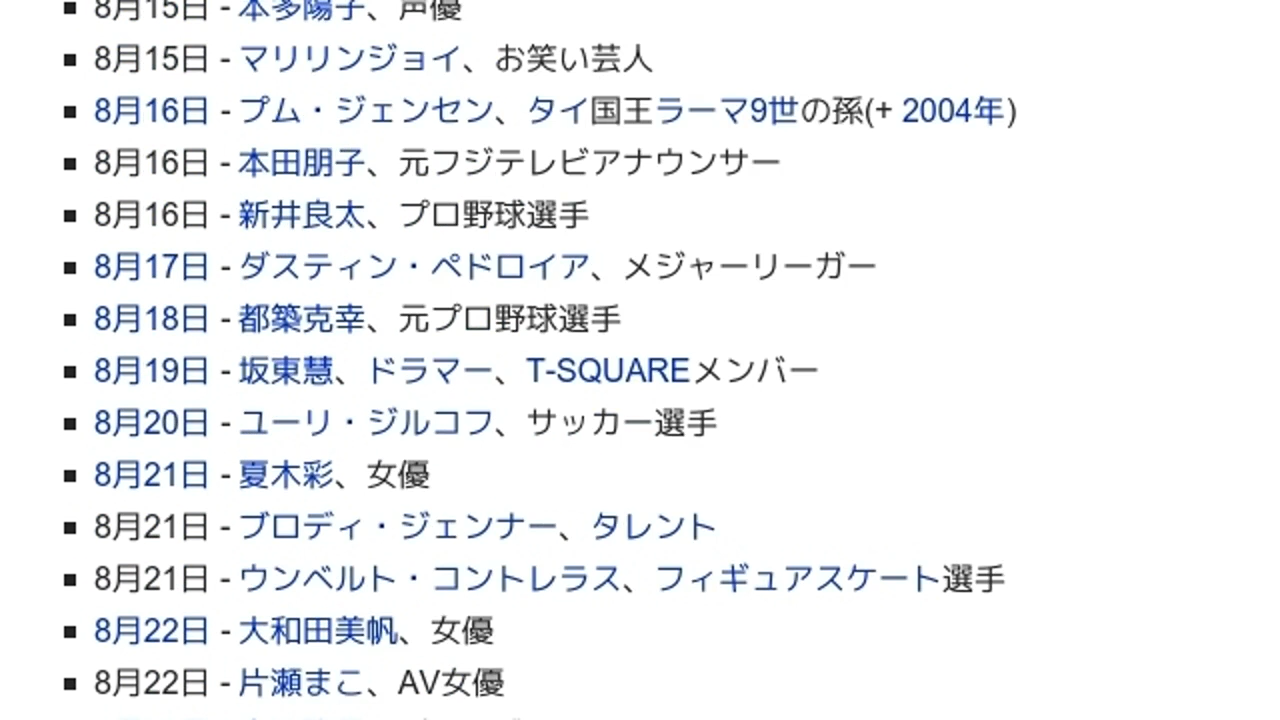 8月15日 - 本多陽子、声優
8月15日 - マリリンジョイ、お笑い芸人
8月16日 - プム・ジェンセン、タイ国王ラーマ9世の孫(+ 2004年)
8月16日 - 本田朋子、元フジテレビアナウンサー
8月16日 - 新井良太、プロ野球選手
8月17日 - ダスティン・ペドロイア、メジャーリーガー
8月18日 - 都築克幸、元プロ野球選手
8月19日 - 坂東慧、ドラマー、T-SQUAREメンバー
8月20日 - ユーリ・ジルコフ、サッカー選手
8月21日 - 夏木彩、女優
8月21日 - ブロディ・ジェンナー、タレント
8月21日 - ウンベルト・コントレラス、フィギュアスケート選手
8月22日 - 大和田美帆、女優
8月22日 - 片瀬まこ、AV女優